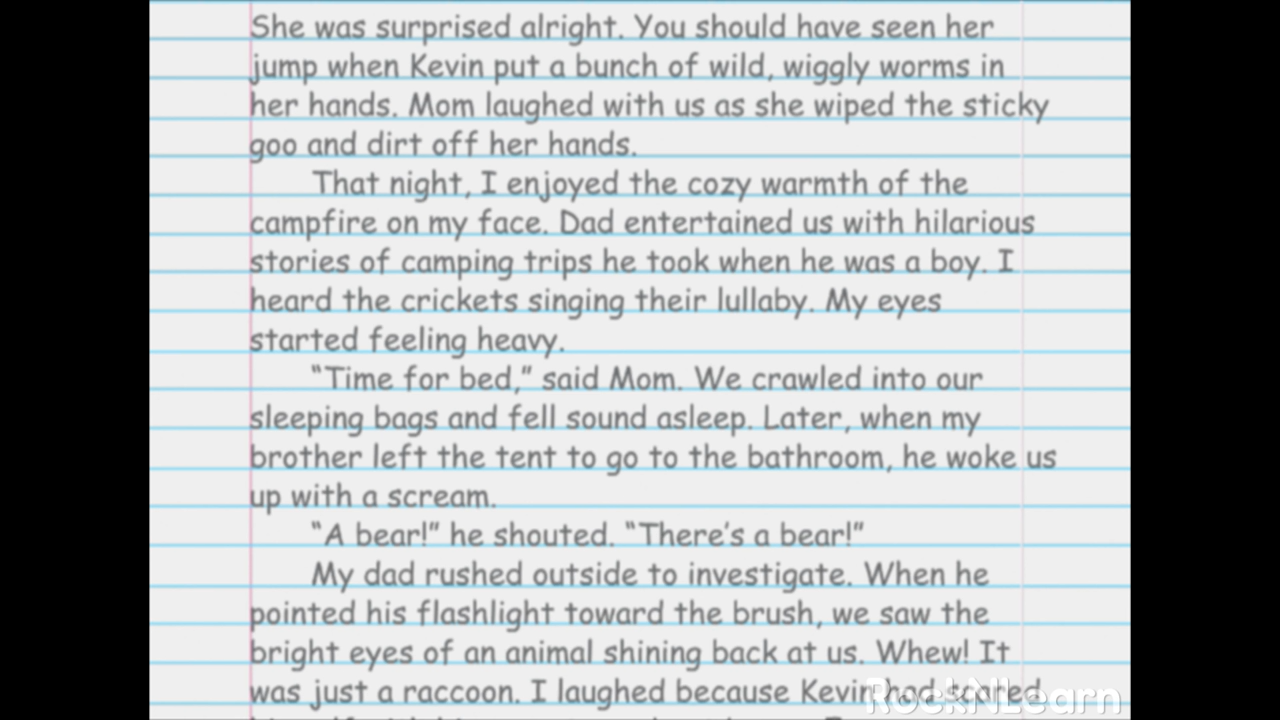 She was surprised alright. You should have seen her
jump when Kevin put a bunch of wild, wiggly worms in
her hands. Mom laughed with us as she wiped the sticky
goo and dirt off her hands.
That night, I enjoyed the cozy warmth of the
campfire on my face. Dad entertained us with hilarious
stories of camping trips he took when he was a boy. I
heard the crickets singing their lullaby. My eyes
started feeling heavy.
“Time for bed,” said Mom. We crawled into our
sleeping bags and fell sound asleep. Later, when my
brother left the tent to go to the bathroom, he woke us
up with a scream.
“A bear!” he shouted. “There’s a bear!”
My dad rushed outside to investigate. When he
pointed his flashlight toward the brush, we saw the
bright eyes of an animal shining back at us. Whew! It
was just a raccoon. I laughed because Kevin had scared
RockNLearn